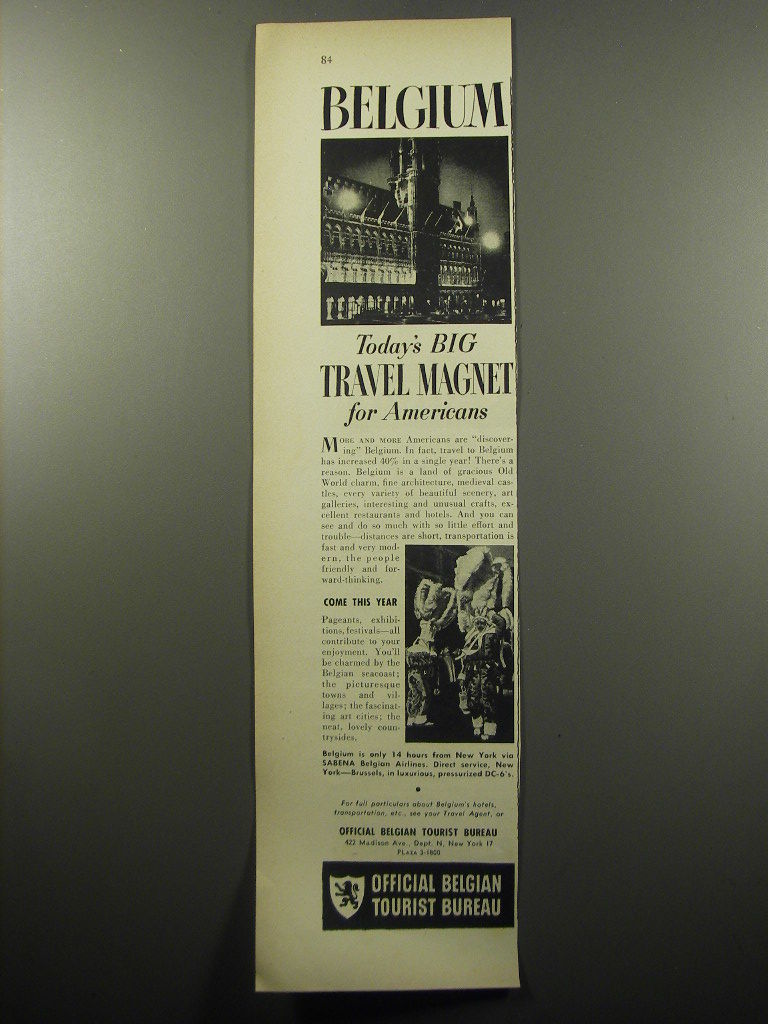 84
BELGIUM
Today's BIG
TRAVEL MAGNET
for Americans
MORE AND MORE Americans are "discover-
ing" Belgium. In fact, travel to Belgium
has increased 40% in a single year! There's a
reason. Belgium is a land of gracious Old
World charm, fine architecture, medieval cas-
tles, every variety of beautiful scenery, art
galleries, interesting and unusual crafts, ex-
cellent restaurants and hotels. And you can
see and do so much with so little effort and
trouble—distances are short, transportation is
fast and very mod-
ern, the people
friendly and for-
ward-thinking.
COME THIS YEAR
Pageants, exhibi-
tions, festivals—all
contribute to your
enjoyment. You'll
be charmed by the
Belgian seacoast;
the picturesque
towns and vil-
lages; the fascinat-
ing art cities; the
neat, lovely coun-
trysides.
Belgium is only 14 hours from New York via
SABENA Belgian Airlines. Direct service, New
York—Brussels, in luxurious, pressurized DC-6's.
•
For full particulars about Belgium's hotels,
transportation, etc., see your Travel Agent, or
OFFICIAL BELGIAN TOURIST BUREAU
422 Madison Ave., Dept. N, New York 17
PLAZA 3-1800
OFFICIAL BELGIAN
TOURIST BUREAU